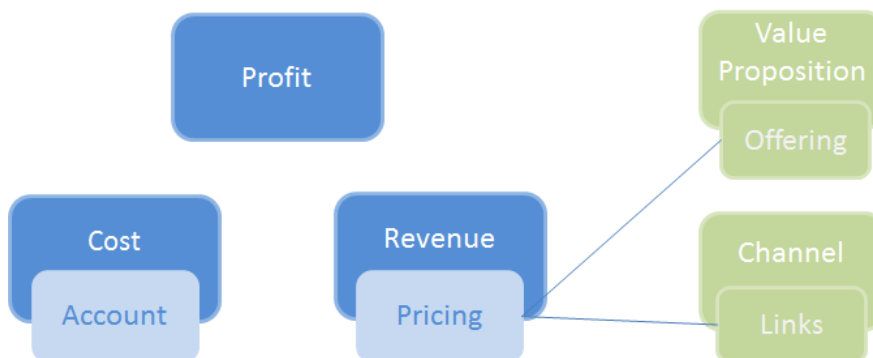 Profit
Value
Proposition
Offering
Cost
Account
Revenue
Pricing
Channel
Links